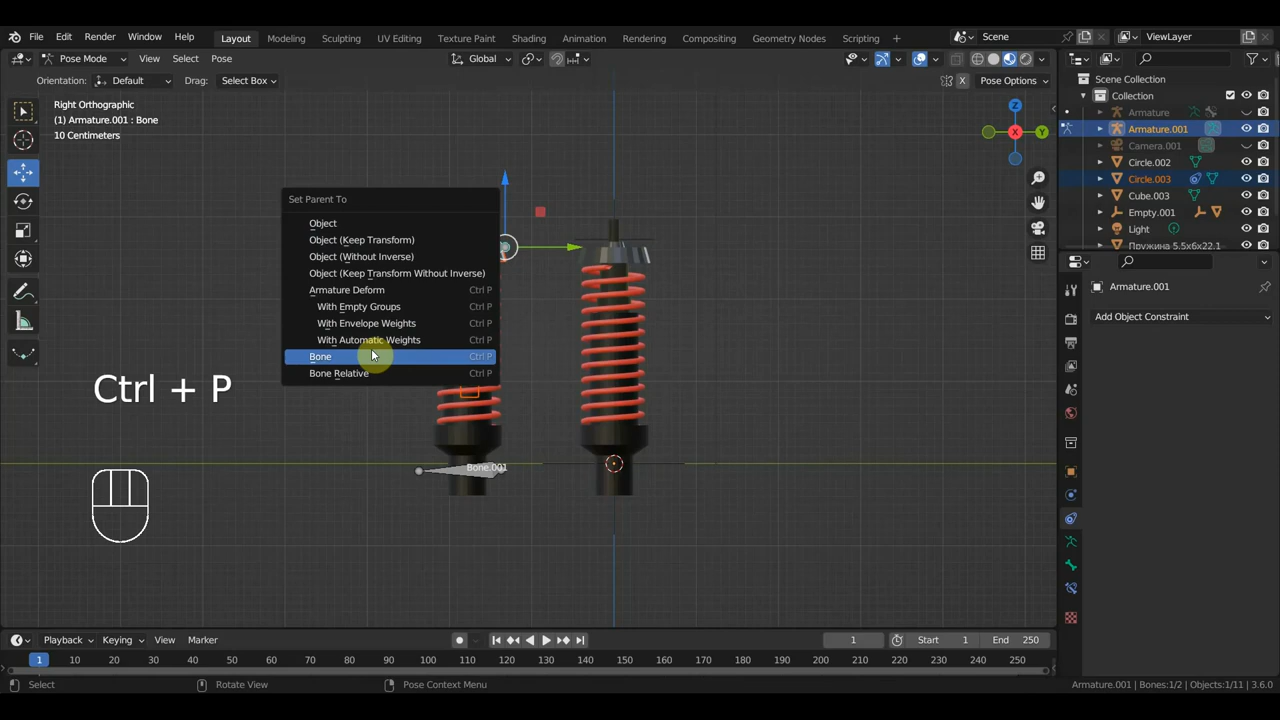 File Edit Render Window Help Layout Modeling Sculpting UV Editing Texture Paint Shading Animation Rendering Compositing Geometry Nodes Scripting + Scene ViewLayer
Pose Mode View Select Pose Global
Orientation: Default Drag: Select Box X Pose Options
Right Orthographic
(1) Armature.001 : Bone
10 Centimeters
Z
X
Y
Scene Collection
Collection
Armature
Armature.001
Camera.001
Circle.002
Circle.003
Cube.003
Empty.001
Light
Пружина 5.5x6x22.1
Armature.001
Add Object Constraint
Set Parent To
Object
Object (Keep Transform)
Object (Without Inverse)
Object (Keep Transform Without Inverse)
Armature Deform Ctrl P
With Empty Groups Ctrl P
With Envelope Weights Ctrl P
With Automatic Weights Ctrl P
Bone Ctrl P
Bone Relative Ctrl P
Ctrl + P
Bone.001
Playback Keying View Marker 1 Start 1 End 250
1 10 20 30 40 50 60 70 80 90 100 110 120 130 140 150 160 170 180 190 200 210 220 230 240 250
Select Rotate View Pose Context Menu Armature.001 | Bones:1/2 | Objects:1/11 | 3.6.0